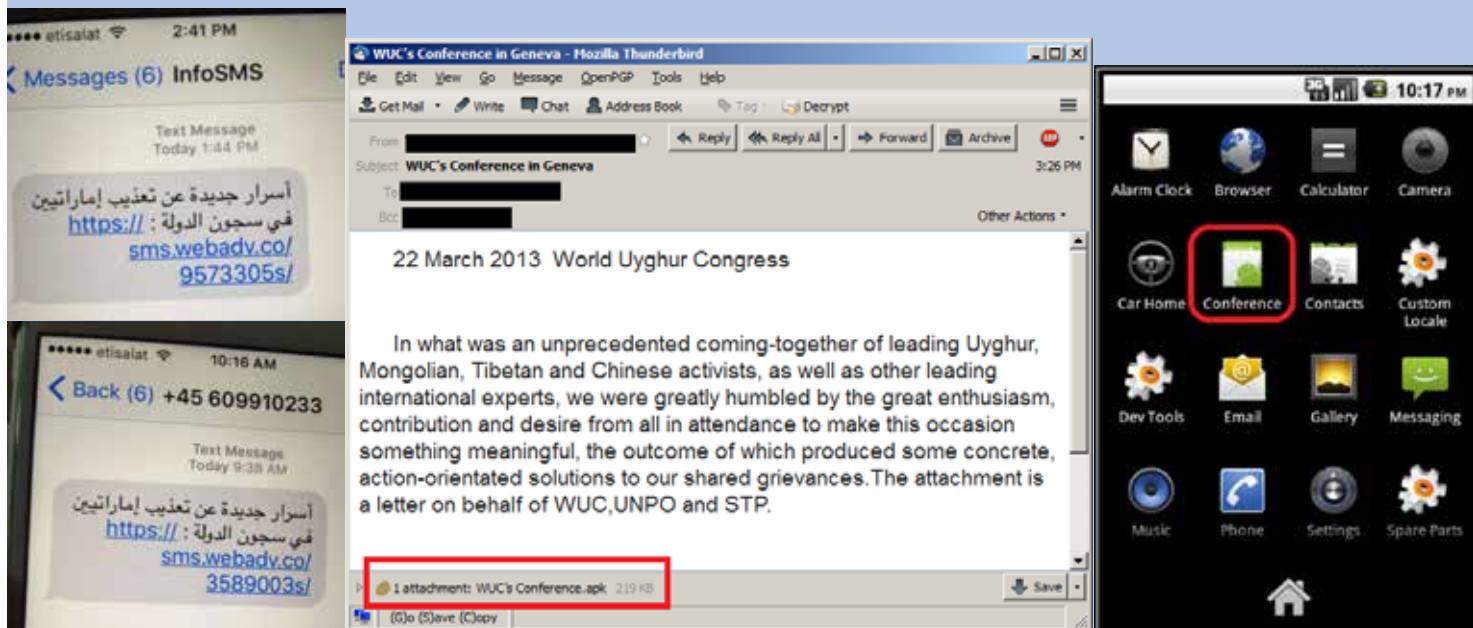 etisalat 2:41 PM
Messages (6) InfoSMS
Text Message
Today 1:44 PM
أسرار جديدة عن تعذيب إماراتيين
في سجون الدولة : https://
sms.webadv.co/
9573305s/
etisalat 10:16 AM
Back (6) +45 609910233
Text Message
Today 9:38 AM
أسرار جديدة عن تعذيب إماراتيين
في سجون الدولة : https://
sms.webadv.co/
3589003s/
WUC's Conference in Geneva - Mozilla Thunderbird
File Edit View Go Message OpenPGP Tools Help
Get Mail Write Chat Address Book Tag Decrypt
From Reply Reply All Forward Archive
Subject WUC's Conference in Geneva 3:26 PM
To
Bcc Other Actions
22 March 2013 World Uyghur Congress
In what was an unprecedented coming-together of leading Uyghur,
Mongolian, Tibetan and Chinese activists, as well as other leading
international experts, we were greatly humbled by the great enthusiasm,
contribution and desire from all in attendance to make this occasion
something meaningful, the outcome of which produced some concrete,
action-orientated solutions to our shared grievances.The attachment is
a letter on behalf of WUC,UNPO and STP.
1 attachment: WUC's Conference.apk 219 KB Save
(G)o (S)ave (C)opy
10:17 PM
Alarm Clock Browser Calculator Camera
Car Home Conference Contacts Custom
Locale
Dev Tools Email Gallery Messaging
Music Phone Settings Spare Parts